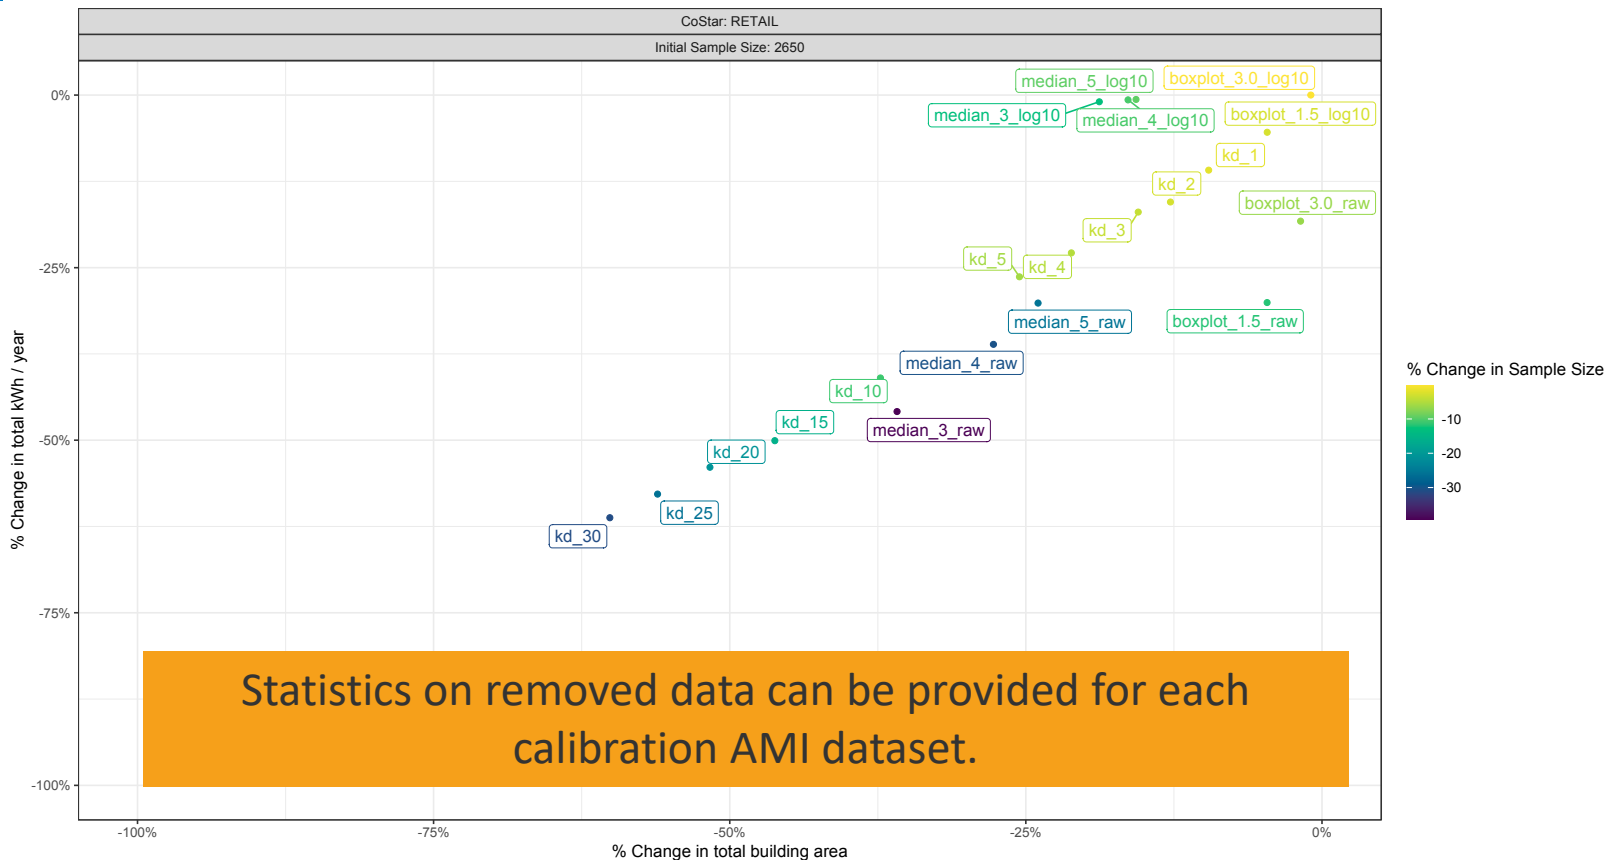 CoStar: RETAIL
Initial Sample Size: 2650
median_5_log10
boxplot_3.0_log10
median_3_log10
median_4_log10
boxplot_1.5_log10
kd_1
kd_2
boxplot_3.0_raw
kd_3
kd_5
kd_4
median_5_raw
boxplot_1.5_raw
median_4_raw
kd_10
kd_15
median_3_raw
kd_20
kd_25
kd_30
0%
-25%
-50%
-75%
-100%
% Change in total kWh / year
Statistics on removed data can be provided for each
calibration AMI dataset.
-100%
-75%
-50%
-25%
0%
% Change in total building area
% Change in Sample Size
-10
-20
-30